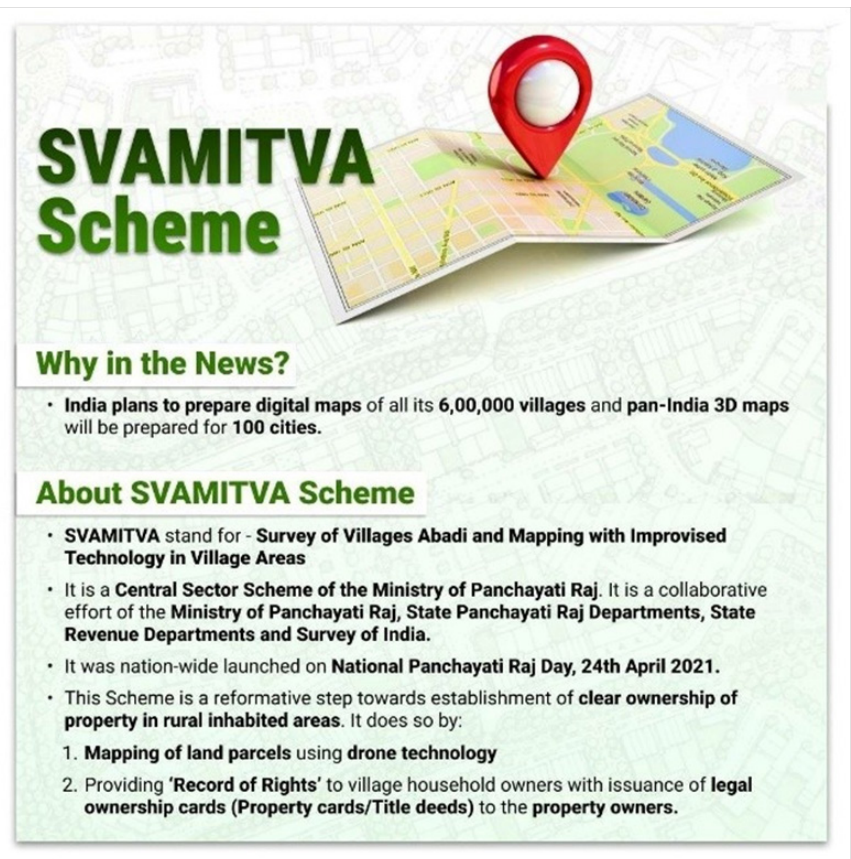 SVAMITVA
Scheme
Why in the News?
• India plans to prepare digital maps of all its 6,00,000 villages and pan-India 3D maps
will be prepared for 100 cities.
About SVAMITVA Scheme
• SVAMITVA stand for - Survey of Villages Abadi and Mapping with Improvised
Technology in Village Areas
• It is a Central Sector Scheme of the Ministry of Panchayati Raj. It is a collaborative
effort of the Ministry of Panchayati Raj, State Panchayati Raj Departments, State
Revenue Departments and Survey of India.
• It was nation-wide launched on National Panchayati Raj Day, 24th April 2021.
• This Scheme is a reformative step towards establishment of clear ownership of
property in rural inhabited areas. It does so by:
1. Mapping of land parcels using drone technology
2. Providing ‘Record of Rights’ to village household owners with issuance of legal
ownership cards (Property cards/Title deeds) to the property owners.